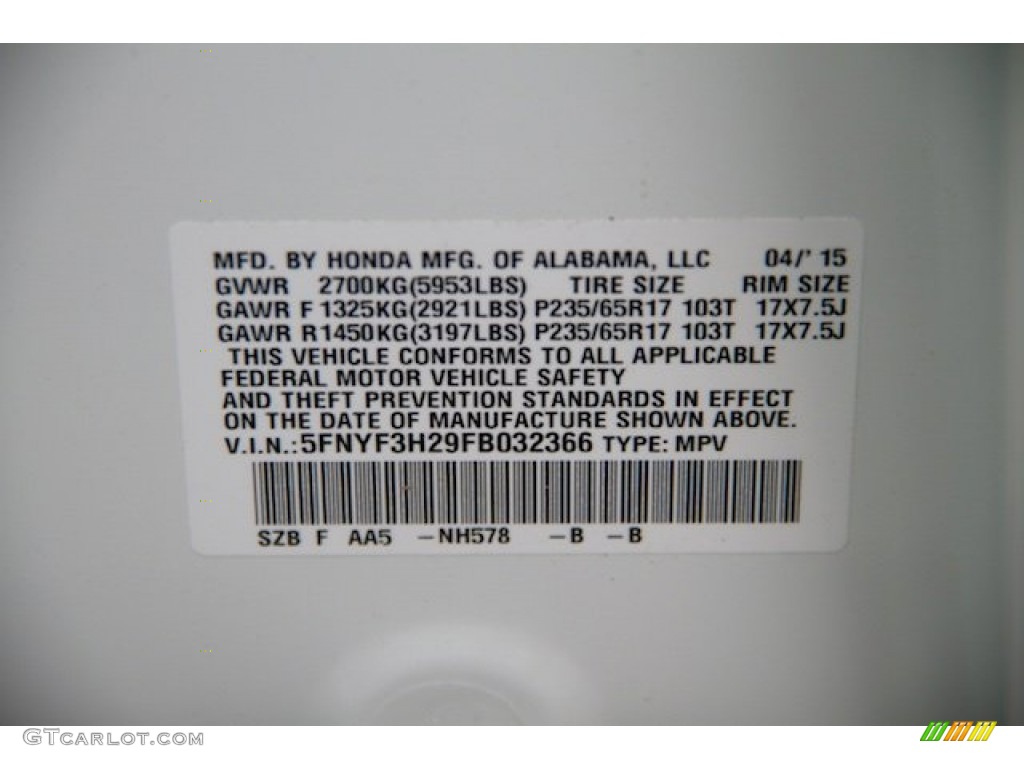 MFD. BY HONDA MFG. OF ALABAMA, LLC 04/' 15
GVWR 2700KG(5953LBS) TIRE SIZE RIM SIZE
GAWR F 1325KG(2921LBS) P235/65R17 103T 17X7.5J
GAWR R1450KG(3197LBS) P235/65R17 103T 17X7.5J
THIS VEHICLE CONFORMS TO ALL APPLICABLE
FEDERAL MOTOR VEHICLE SAFETY
AND THEFT PREVENTION STANDARDS IN EFFECT
ON THE DATE OF MANUFACTURE SHOWN ABOVE.
V.I.N.: 5FNYF3H29FB032366 TYPE: MPV
SZB F AA5 -NH578 -B -B
GTCARLOT.COM